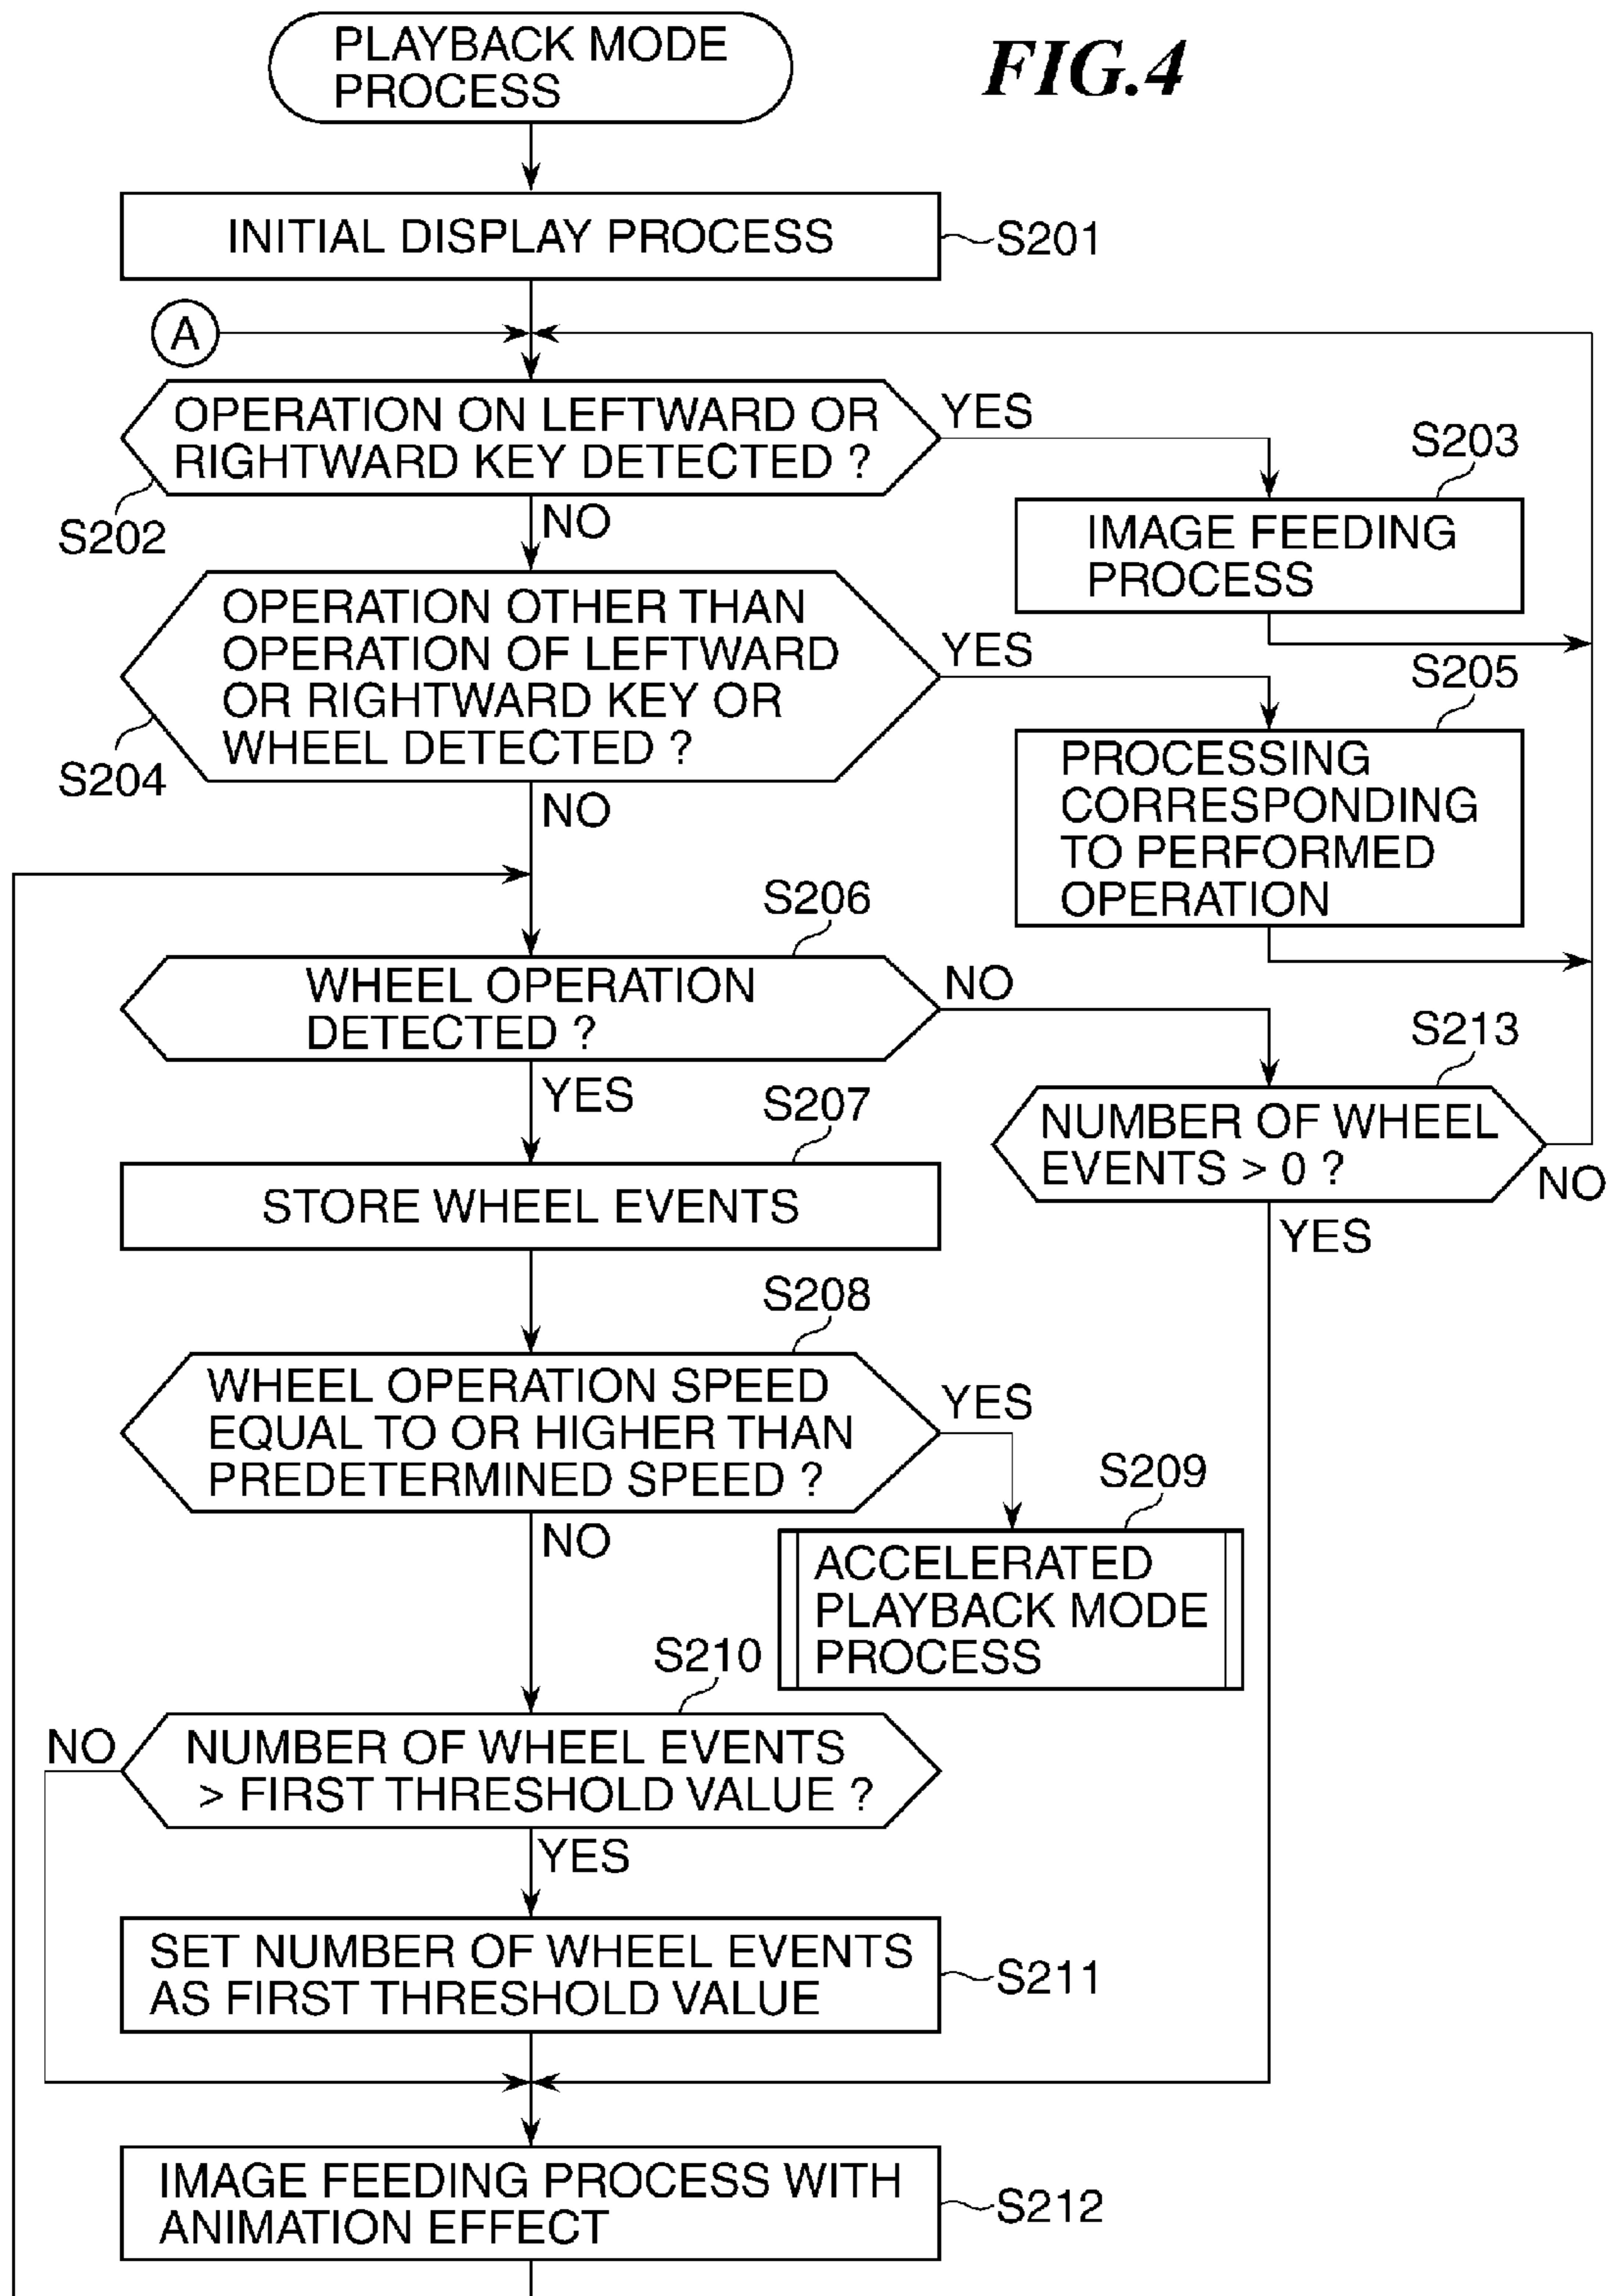 PLAYBACK MODE
PROCESS
FIG.4
INITIAL DISPLAY PROCESS
S201
A
OPERATION ON LEFTWARD OR
RIGHTWARD KEY DETECTED ?
YES
S202
NO
S203
IMAGE FEEDING
PROCESS
OPERATION OTHER THAN
OPERATION OF LEFTWARD
OR RIGHTWARD KEY OR
WHEEL DETECTED ?
YES
S204
NO
S205
PROCESSING
CORRESPONDING
TO PERFORMED
OPERATION
S206
WHEEL OPERATION
DETECTED ?
NO
YES
S213
NUMBER OF WHEEL
EVENTS > 0 ?
NO
YES
S207
STORE WHEEL EVENTS
S208
WHEEL OPERATION SPEED
EQUAL TO OR HIGHER THAN
PREDETERMINED SPEED ?
YES
NO
S209
ACCELERATED
PLAYBACK MODE
PROCESS
S210
NO
NUMBER OF WHEEL EVENTS
> FIRST THRESHOLD VALUE ?
YES
SET NUMBER OF WHEEL EVENTS
AS FIRST THRESHOLD VALUE
S211
IMAGE FEEDING PROCESS WITH
ANIMATION EFFECT
S212